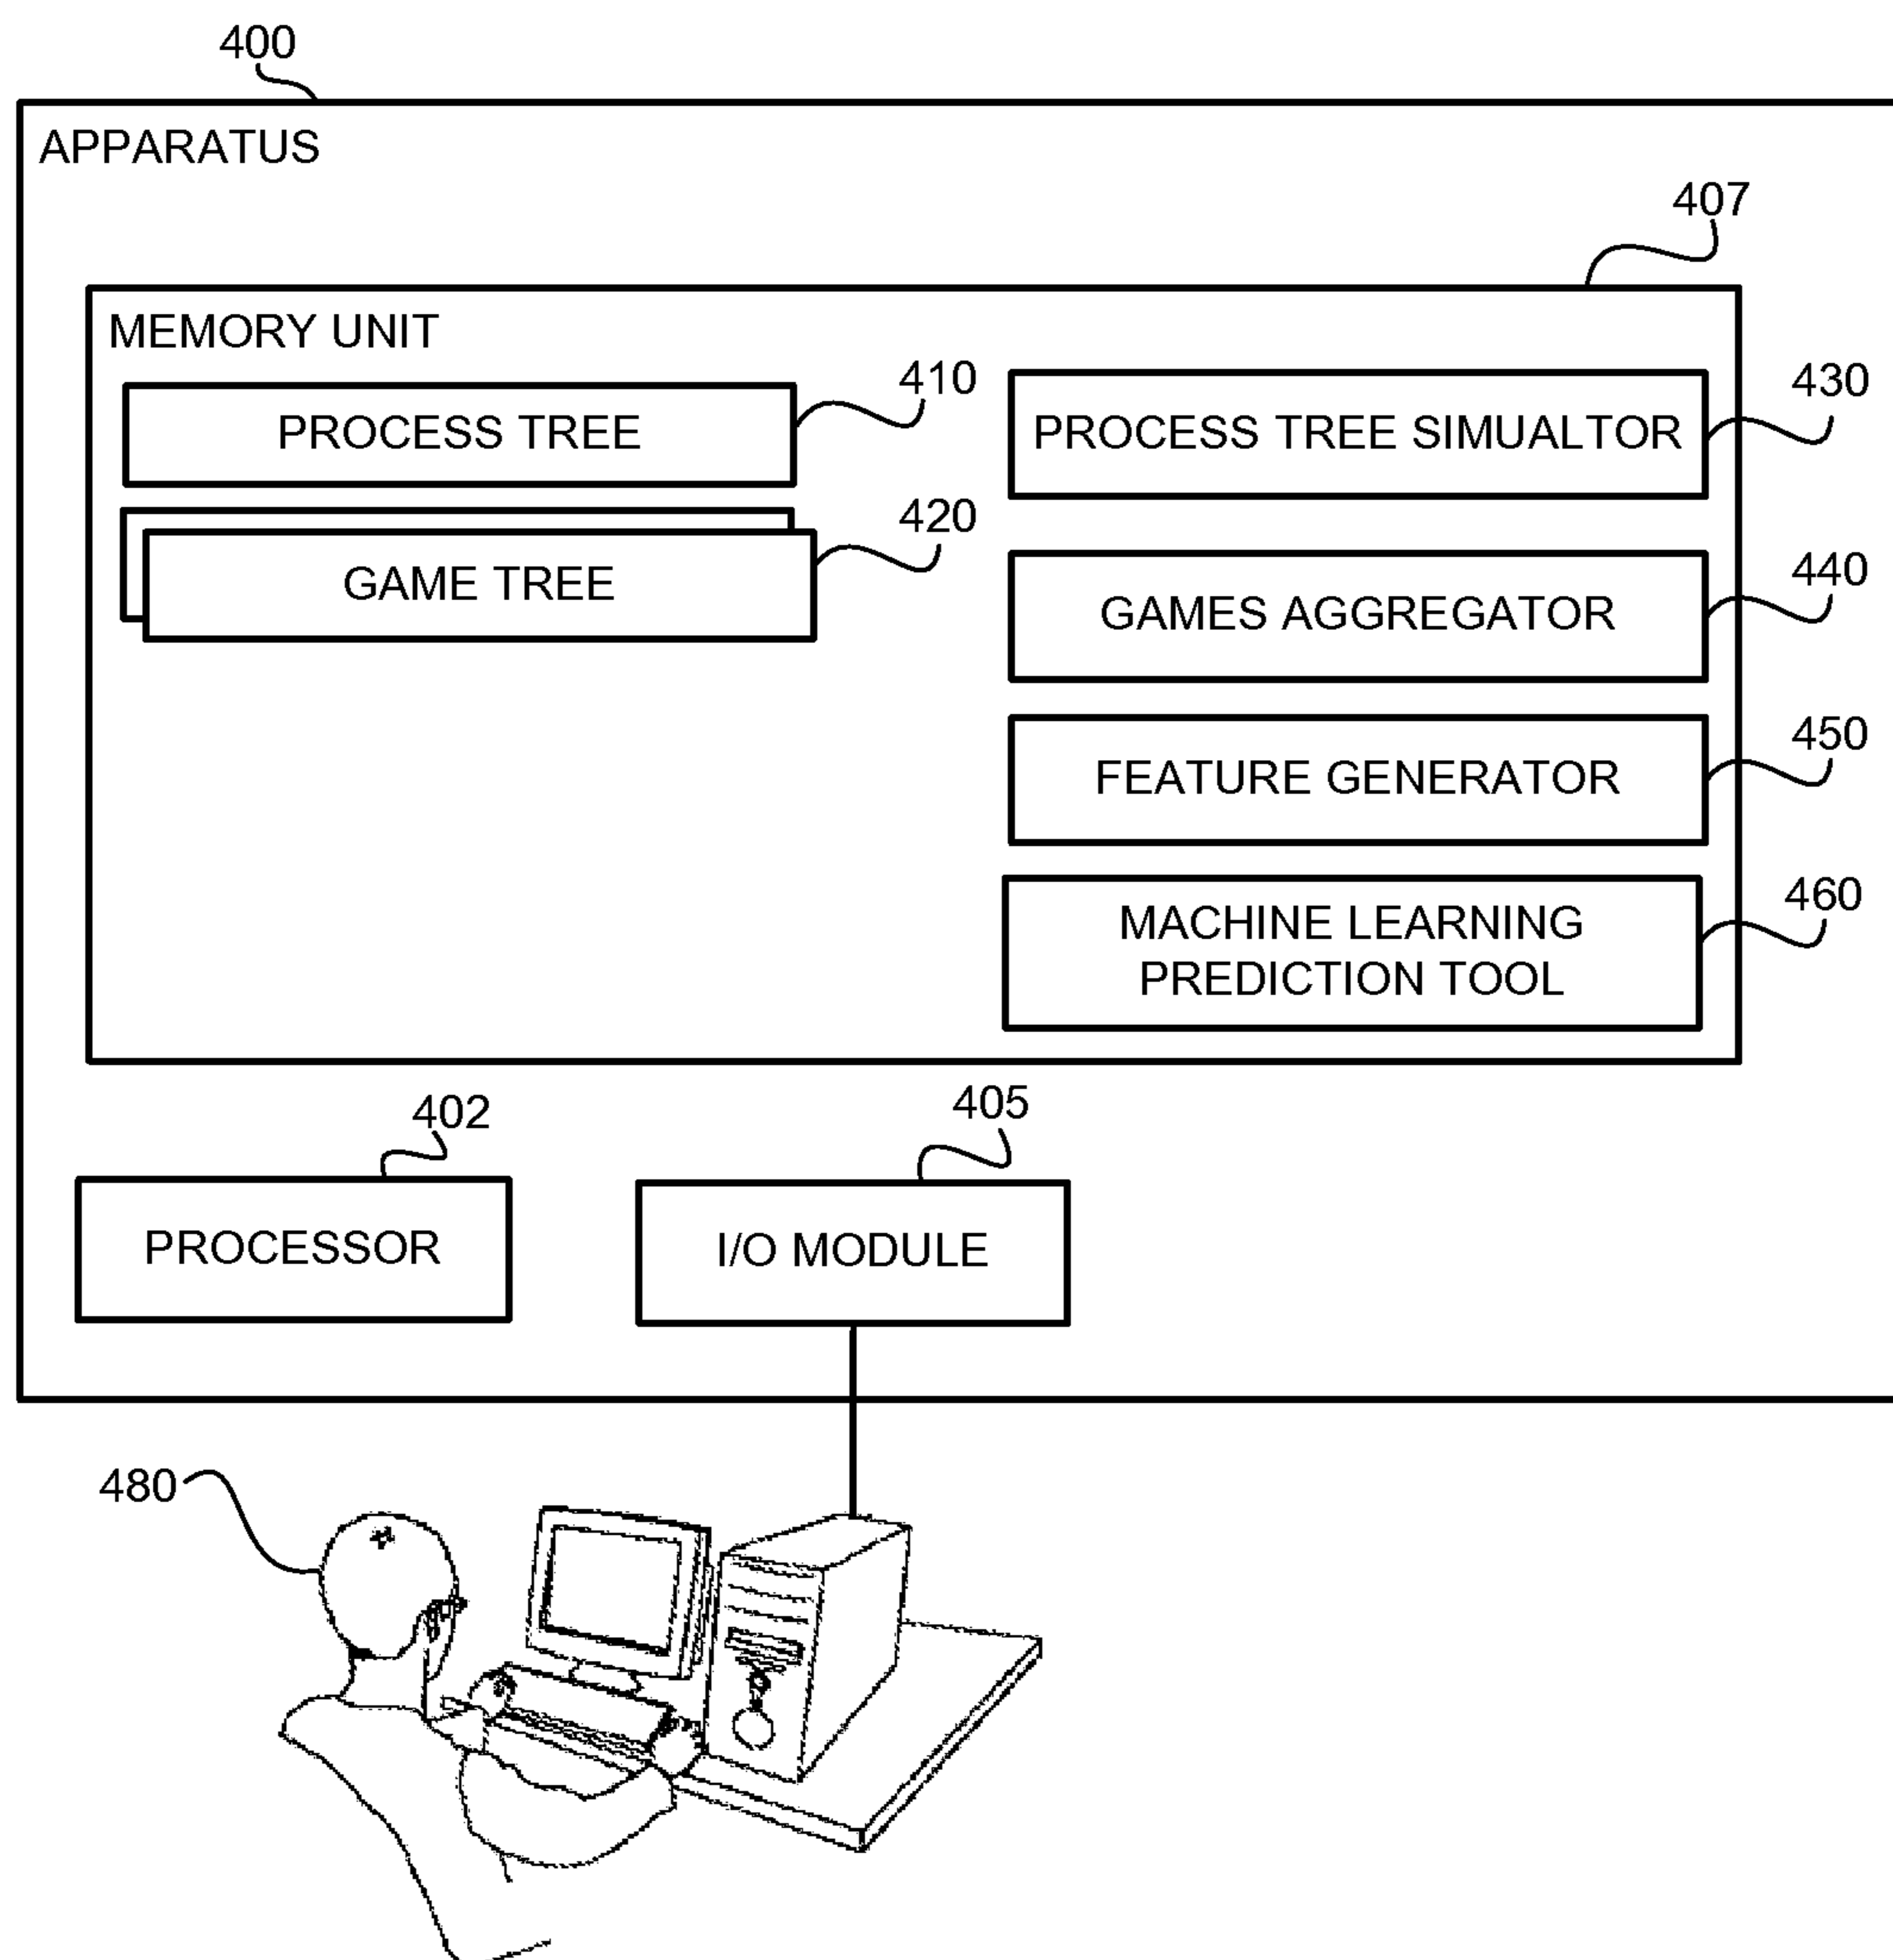 400
APPARATUS
407
MEMORY UNIT
410
PROCESS TREE
430
PROCESS TREE SIMUALTOR
420
GAME TREE
440
GAMES AGGREGATOR
450
FEATURE GENERATOR
460
MACHINE LEARNING
PREDICTION TOOL
402
PROCESSOR
405
I/O MODULE
480